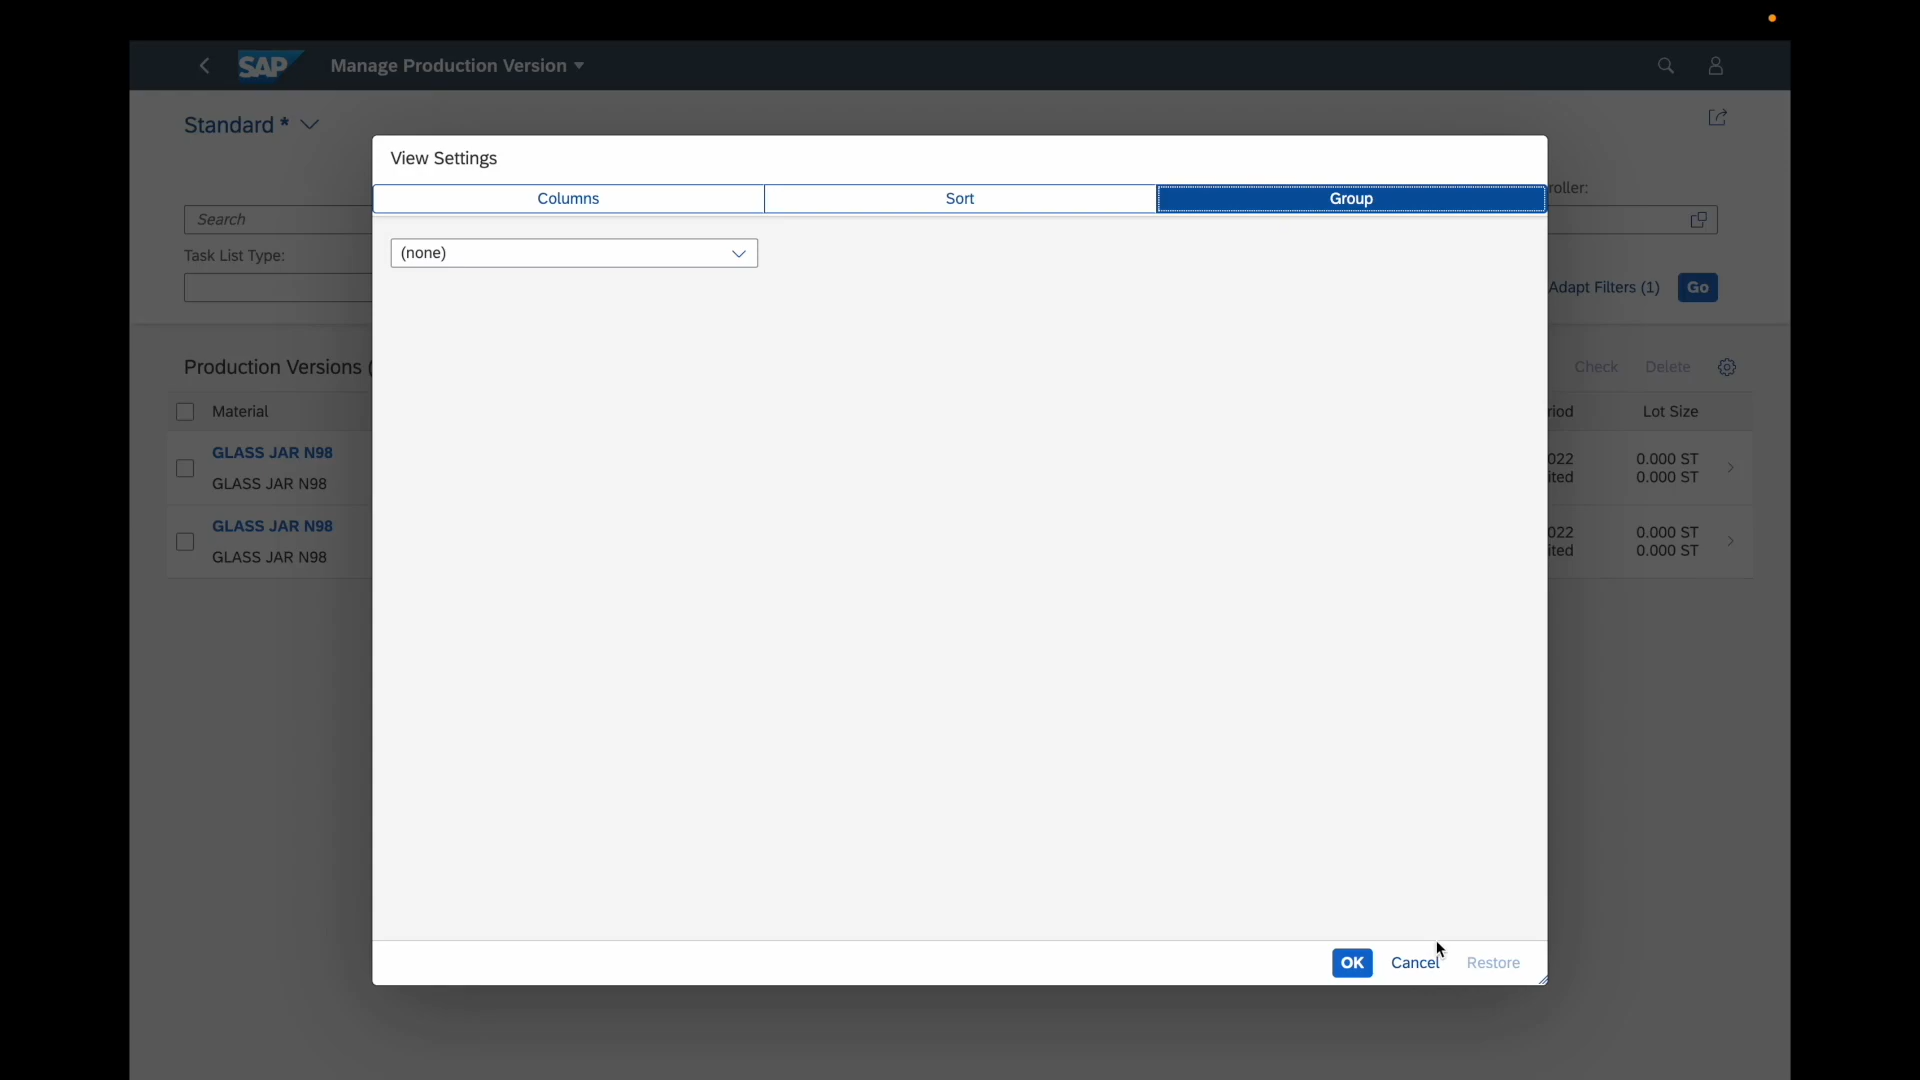 SAP Manage Production Version
Standard *
View Settings
Columns Sort Group
roller:
Search
(none)
Task List Type:
Adapt Filters (1) Go
Production Versions (
Check Delete
Material
riod Lot Size
GLASS JAR N98
GLASS JAR N98
022 0.000 ST
ited 0.000 ST
GLASS JAR N98
GLASS JAR N98
022 0.000 ST
ited 0.000 ST
OK Cancel Restore